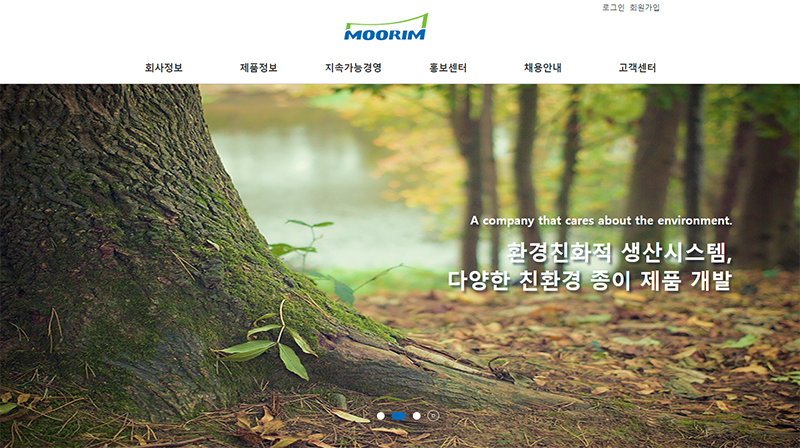 로그인 회원가입
MOORIM
회사정보 제품정보 지속가능경영 홍보센터 채용안내 고객센터
A company that cares about the environment.
환경친화적 생산시스템,
다양한 친환경 종이 제품 개발